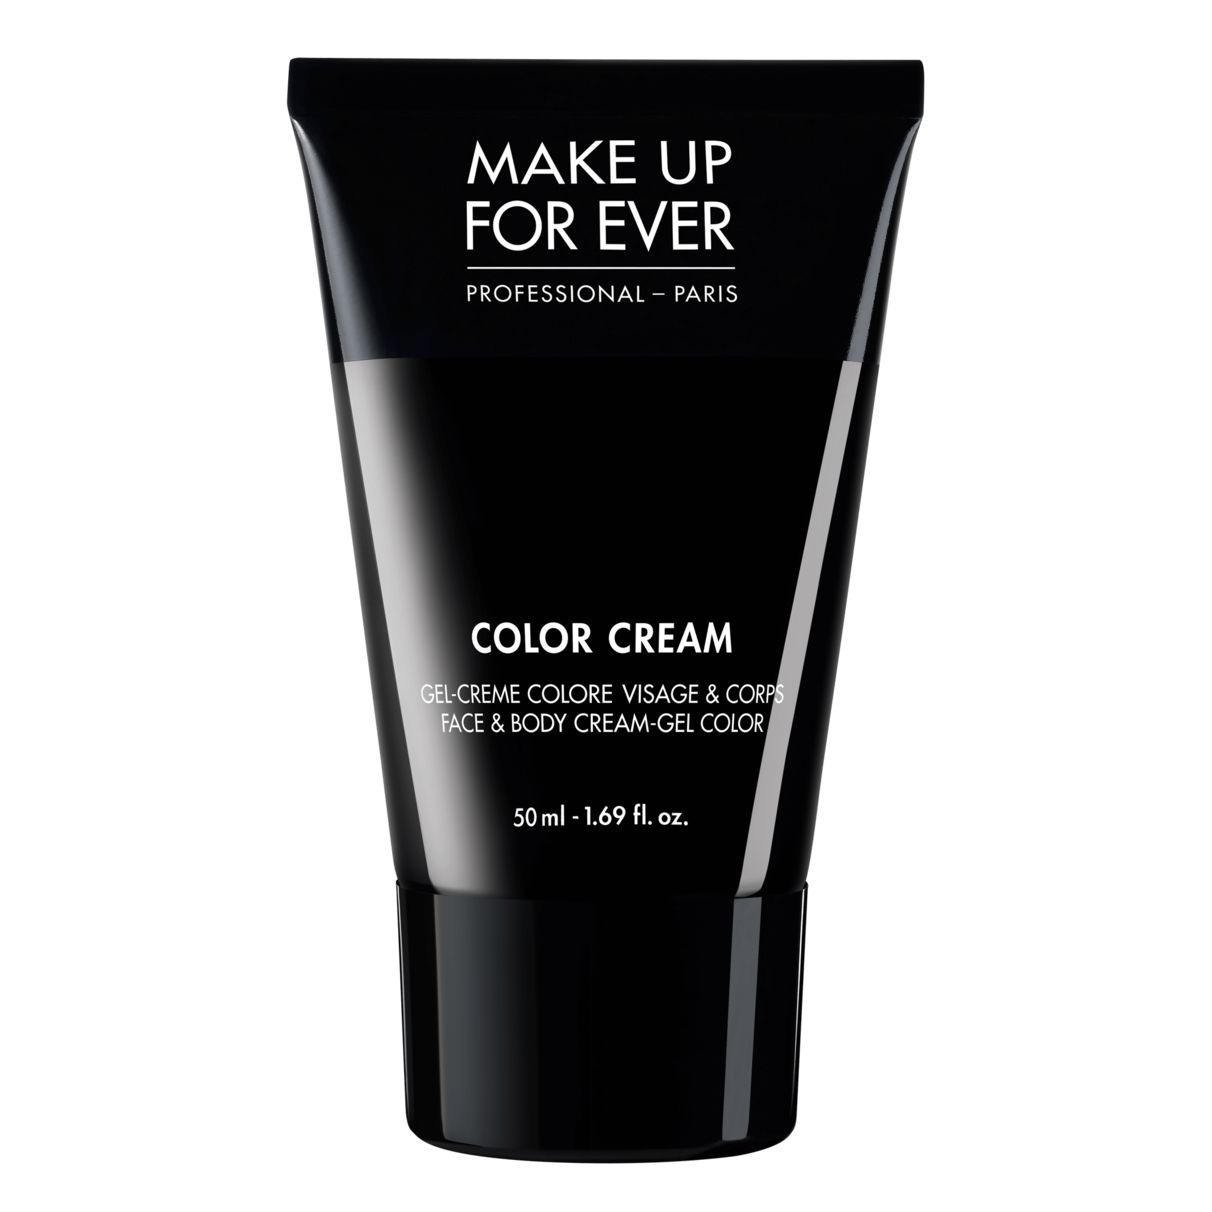 MAKE UP
FOR EVER
PROFESSIONAL – PARIS
COLOR CREAM
GEL-CREME COLORE VISAGE & CORPS
FACE & BODY CREAM-GEL COLOR
50 ml - 1.69 fl. oz.